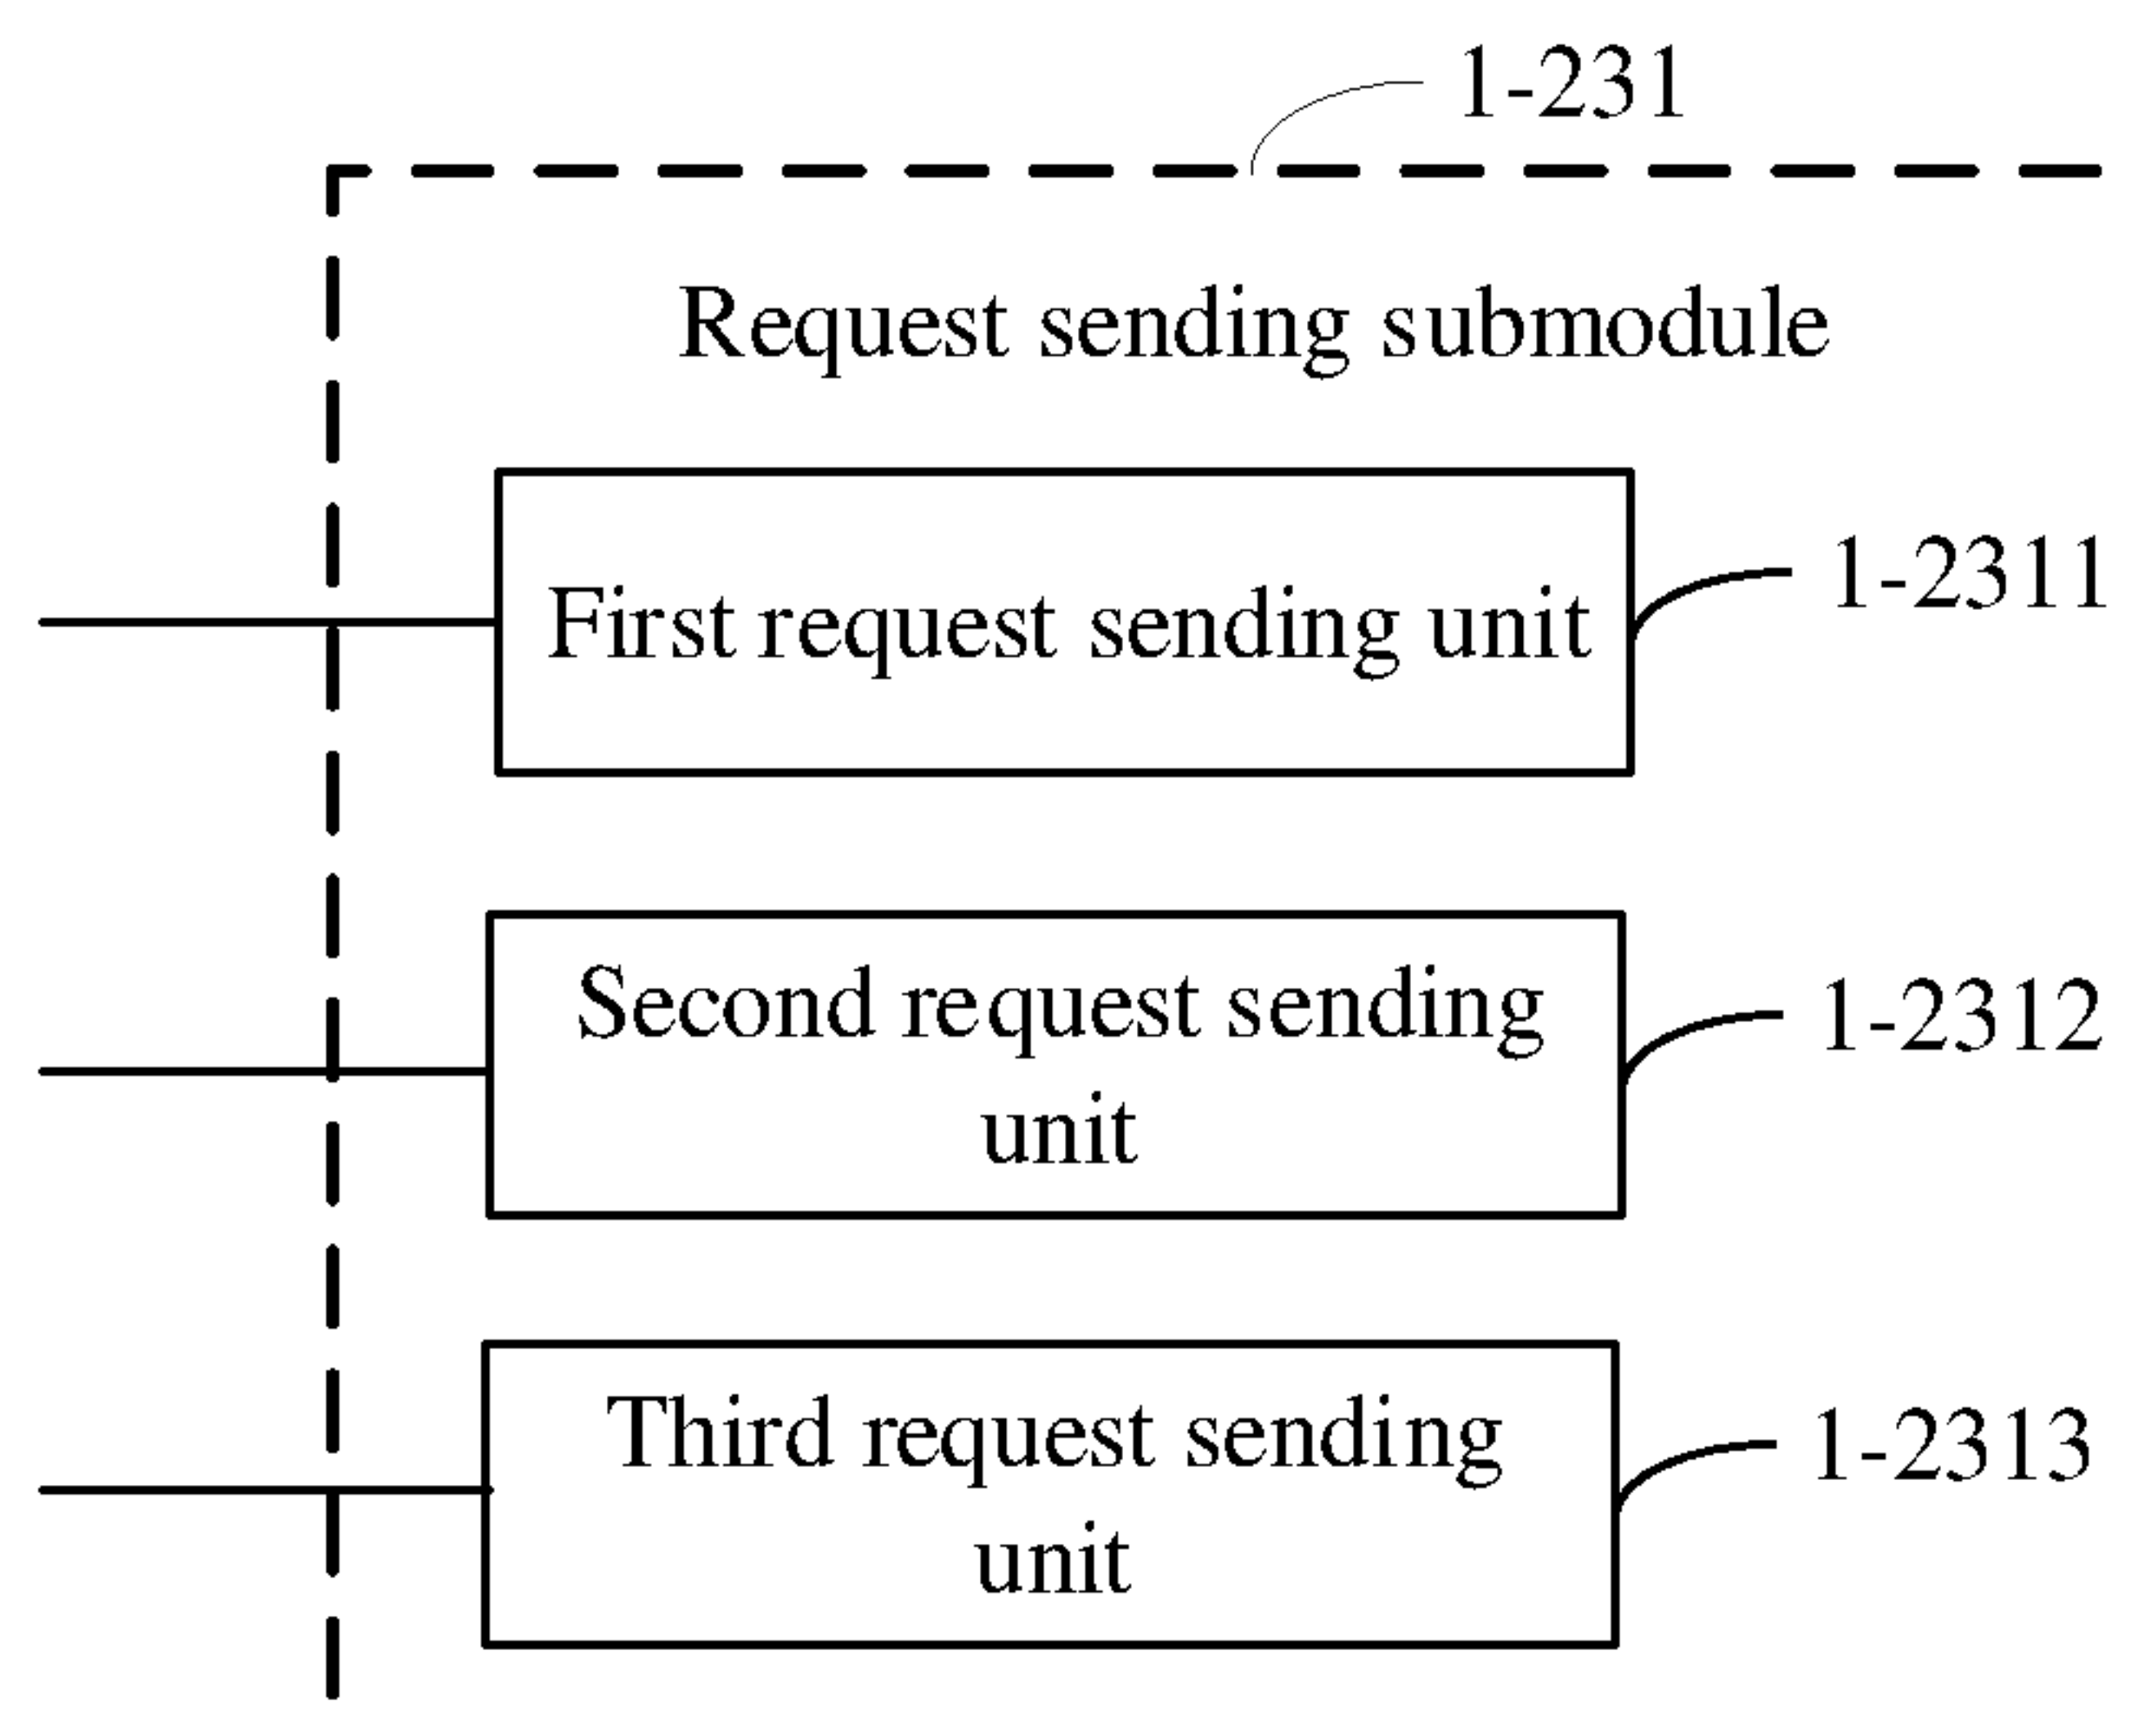 1-231
Request sending submodule
First request sending unit
1-2311
Second request sending
unit
1-2312
Third request sending
unit
1-2313